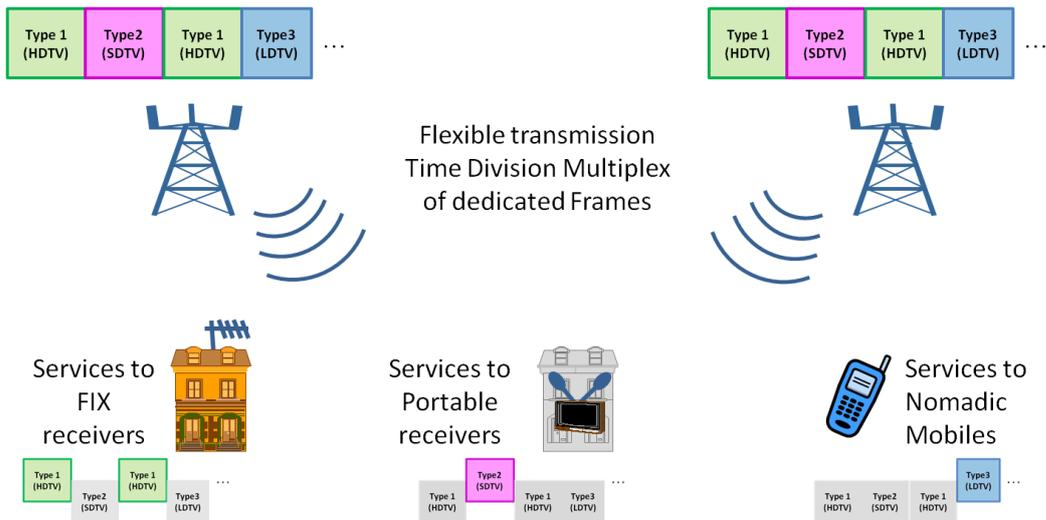 Type 1
(HDTV)
Type2
(SDTV)
Type 1
(HDTV)
Type3
(LDTV)
...
Type 1
(HDTV)
Type2
(SDTV)
Type 1
(HDTV)
Type3
(LDTV)
...
Flexible transmission
Time Division Multiplex
of dedicated Frames
Services to
FIX
receivers
Type 1
(HDTV)
Type2
(SDTV)
Type 1
(HDTV)
Type3
(LDTV)
...
Services to
Portable
receivers
Type 1
(HDTV)
Type2
(SDTV)
Type 1
(HDTV)
Type3
(LDTV)
...
Services to
Nomadic
Mobiles
Type 1
(HDTV)
Type2
(SDTV)
Type 1
(HDTV)
Type3
(LDTV)
...